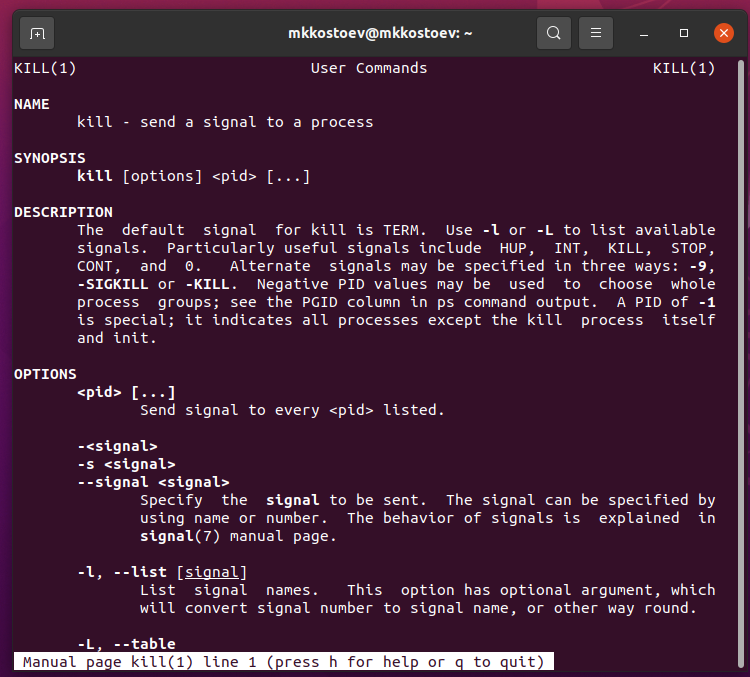 mkkostoev@mkkostoev: ~
KILL(1) User Commands KILL(1)
NAME
kill - send a signal to a process
SYNOPSIS
kill [options] <pid> [...]
DESCRIPTION
The default signal for kill is TERM. Use -l or -L to list available
signals. Particularly useful signals include HUP, INT, KILL, STOP,
CONT, and 0. Alternate signals may be specified in three ways: -9,
-SIGKILL or -KILL. Negative PID values may be used to choose whole
process groups; see the PGID column in ps command output. A PID of -1
is special; it indicates all processes except the kill process itself
and init.
OPTIONS
<pid> [...]
Send signal to every <pid> listed.
-<signal>
-s <signal>
--signal <signal>
Specify the signal to be sent. The signal can be specified by
using name or number. The behavior of signals is explained in
signal(7) manual page.
-l, --list [signal]
List signal names. This option has optional argument, which
will convert signal number to signal name, or other way round.
-L, --table
Manual page kill(1) line 1 (press h for help or q to quit)